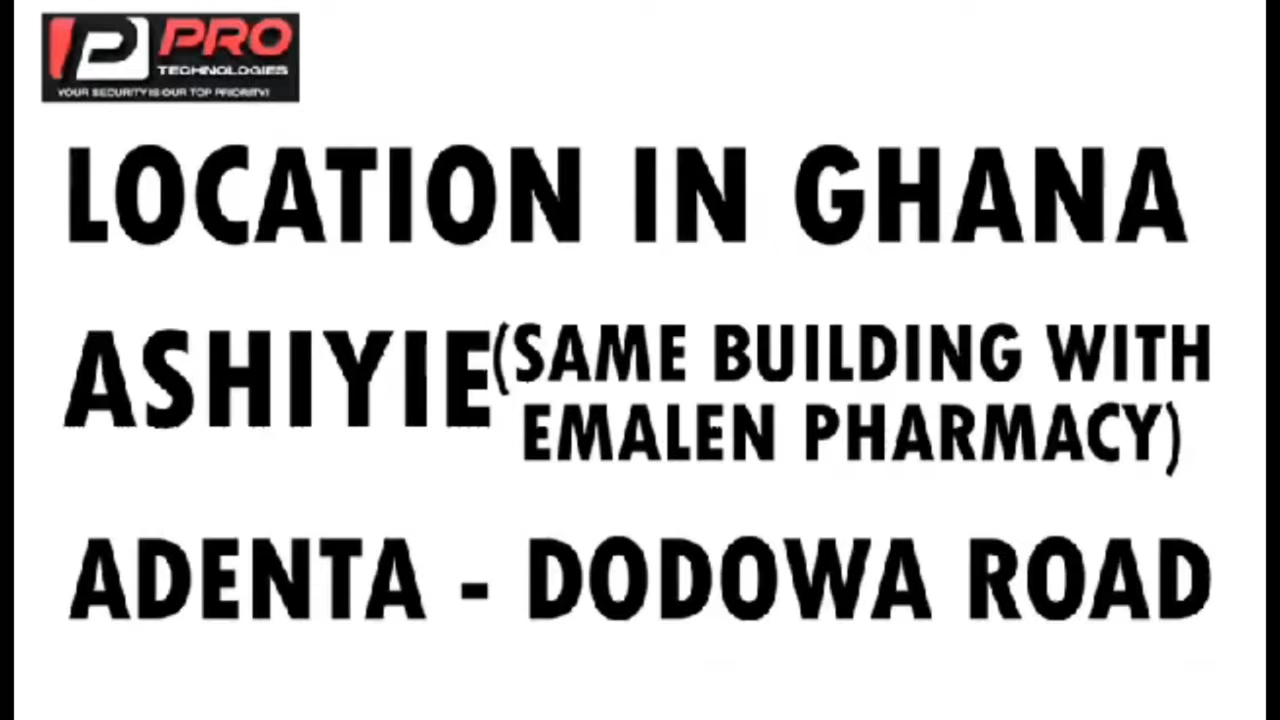 PRO
TECHNOLOGIES
YOUR SECURITY IS OUR TOP PRIORITY!
LOCATION IN GHANA
ASHIYIE (SAME BUILDING WITH
EMALEN PHARMACY)
ADENTA - DODOWA ROAD